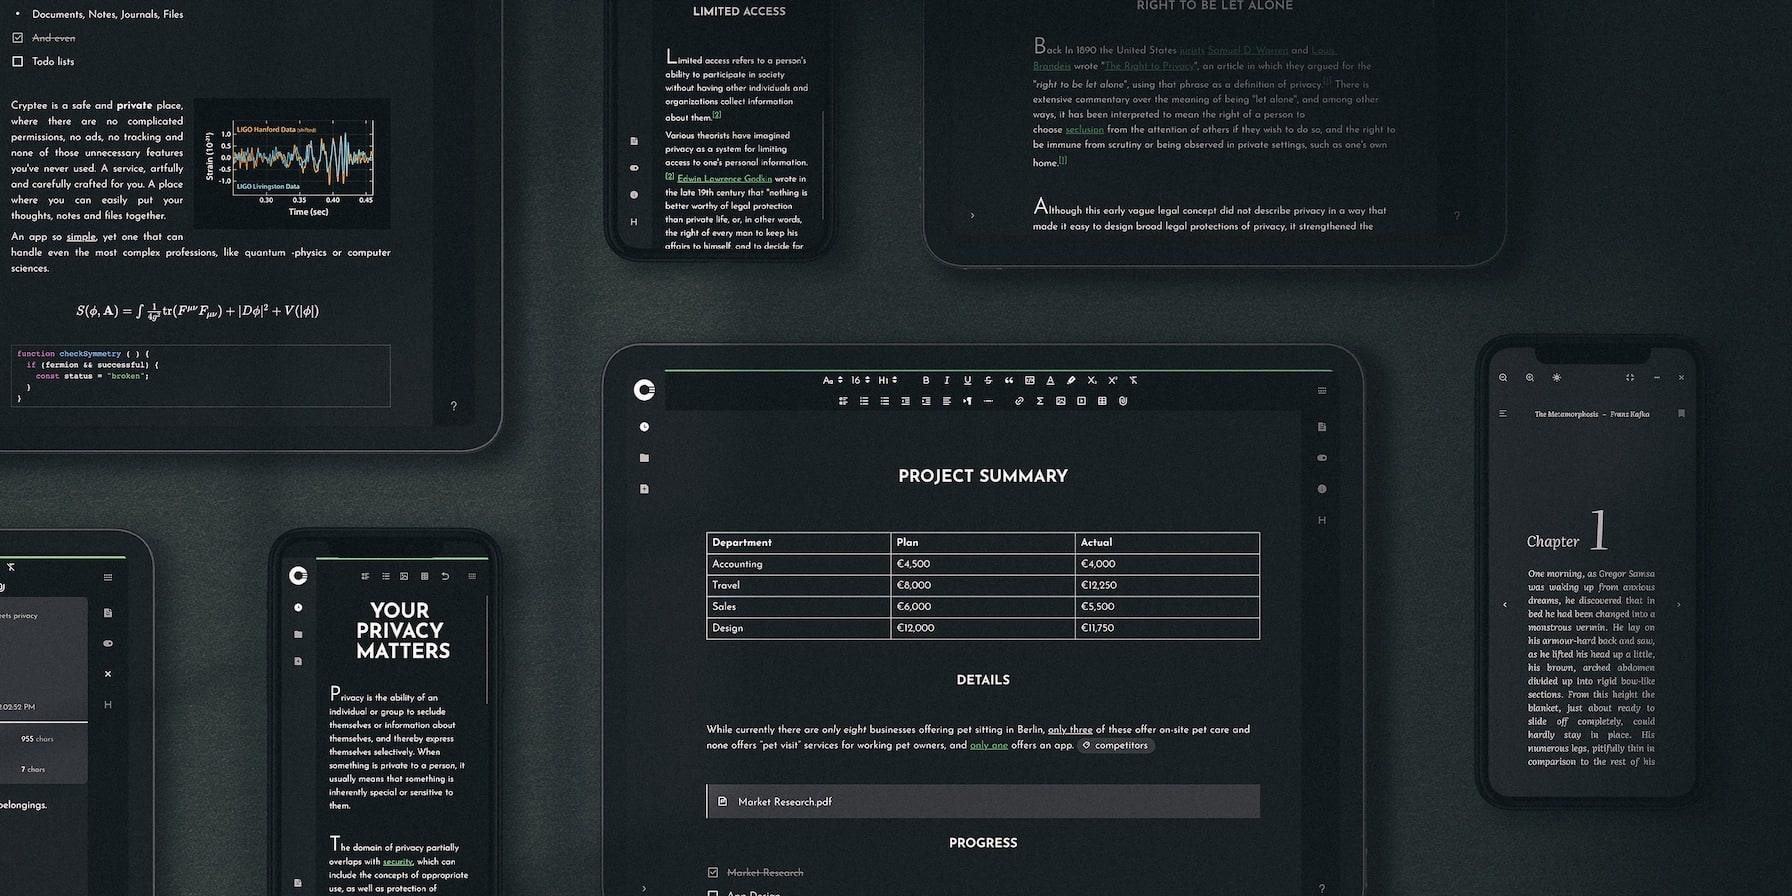 • Documents, Notes, Journals, Files
And even
Todo lists
Cryptee is a safe and private place,
where there are no complicated
permissions, no ads, no tracking and
none of those unnecessary features
you've never used. A service, artfully
and carefully crafted for you. A place
where you can easily put your
thoughts, notes and files together.
An app so simple, yet one that can
handle even the most complex professions, like quantum -physics or computer
sciences.
LIGO Hanford Data (shifted)
Strain (10⁻²¹)
1.0
0.5
0.0
-0.5
-1.0
LIGO Livingston Data
0.30 0.35 0.40 0.45
Time (sec)
S(ϕ, A) = ∫ 1/4g² tr(F^μν F_μν) + |Dϕ|² + V(|ϕ|)
function checkSymmetry ( ) {
if (fermion && successful) {
const status = "broken";
}
}
?
LIMITED ACCESS
Limited access refers to a person's
ability to participate in society
without having other individuals and
organizations collect information
about them.[2]
Various theorists have imagined
privacy as a system for limiting
access to one's personal information.
[2] Edwin Lawrence Godkin wrote in
the late 19th century that "nothing is
better worthy of legal protection
than private life, or, in other words,
the right of every man to keep his
affairs to himself, and to decide for
H
RIGHT TO BE LET ALONE
Back In 1890 the United States jurists Samuel D. Warren and Louis
Brandeis wrote "The Right to Privacy", an article in which they argued for the
"right to be let alone", using that phrase as a definition of privacy.[1] There is
extensive commentary over the meaning of being "let alone", and among other
ways, it has been interpreted to mean the right of a person to
choose seclusion from the attention of others if they wish to do so, and the right to
be immune from scrutiny or being observed in private settings, such as one's own
home.[1]
Although this early vague legal concept did not describe privacy in a way that
made it easy to design broad legal protections of privacy, it strengthened the
?
eets privacy
2:02:52 PM
955 chars
7 chars
belongings.
H
YOUR
PRIVACY
MATTERS
Privacy is the ability of an
individual or group to seclude
themselves or information about
themselves, and thereby express
themselves selectively. When
something is private to a person, it
usually means that something is
inherently special or sensitive to
them.
The domain of privacy partially
overlaps with security, which can
include the concepts of appropriate
use, as well as protection of
Aa 16 H1 B I U S A X₁ X²
H
PROJECT SUMMARY
Department Plan Actual
Accounting €4,500 €4,000
Travel €8,000 €12,250
Sales €6,000 €5,500
Design €12,000 €11,750
DETAILS
While currently there are only eight businesses offering pet sitting in Berlin, only three of these offer on-site pet care and
none offers "pet visit" services for working pet owners, and only one offers an app. competitors
Market Research.pdf
PROGRESS
Market Research
App Design
?
The Metamorphosis – Franz Kafka
Chapter 1
One morning, as Gregor Samsa
was waking up from anxious
dreams, he discovered that in
bed he had been changed into a
monstrous vermin. He lay on
his armour-hard back and saw,
as he lifted his head up a little,
his brown, arched abdomen
divided up into rigid bow-like
sections. From this height the
blanket, just about ready to
slide off completely, could
hardly stay in place. His
numerous legs, pitifully thin in
comparison to the rest of his